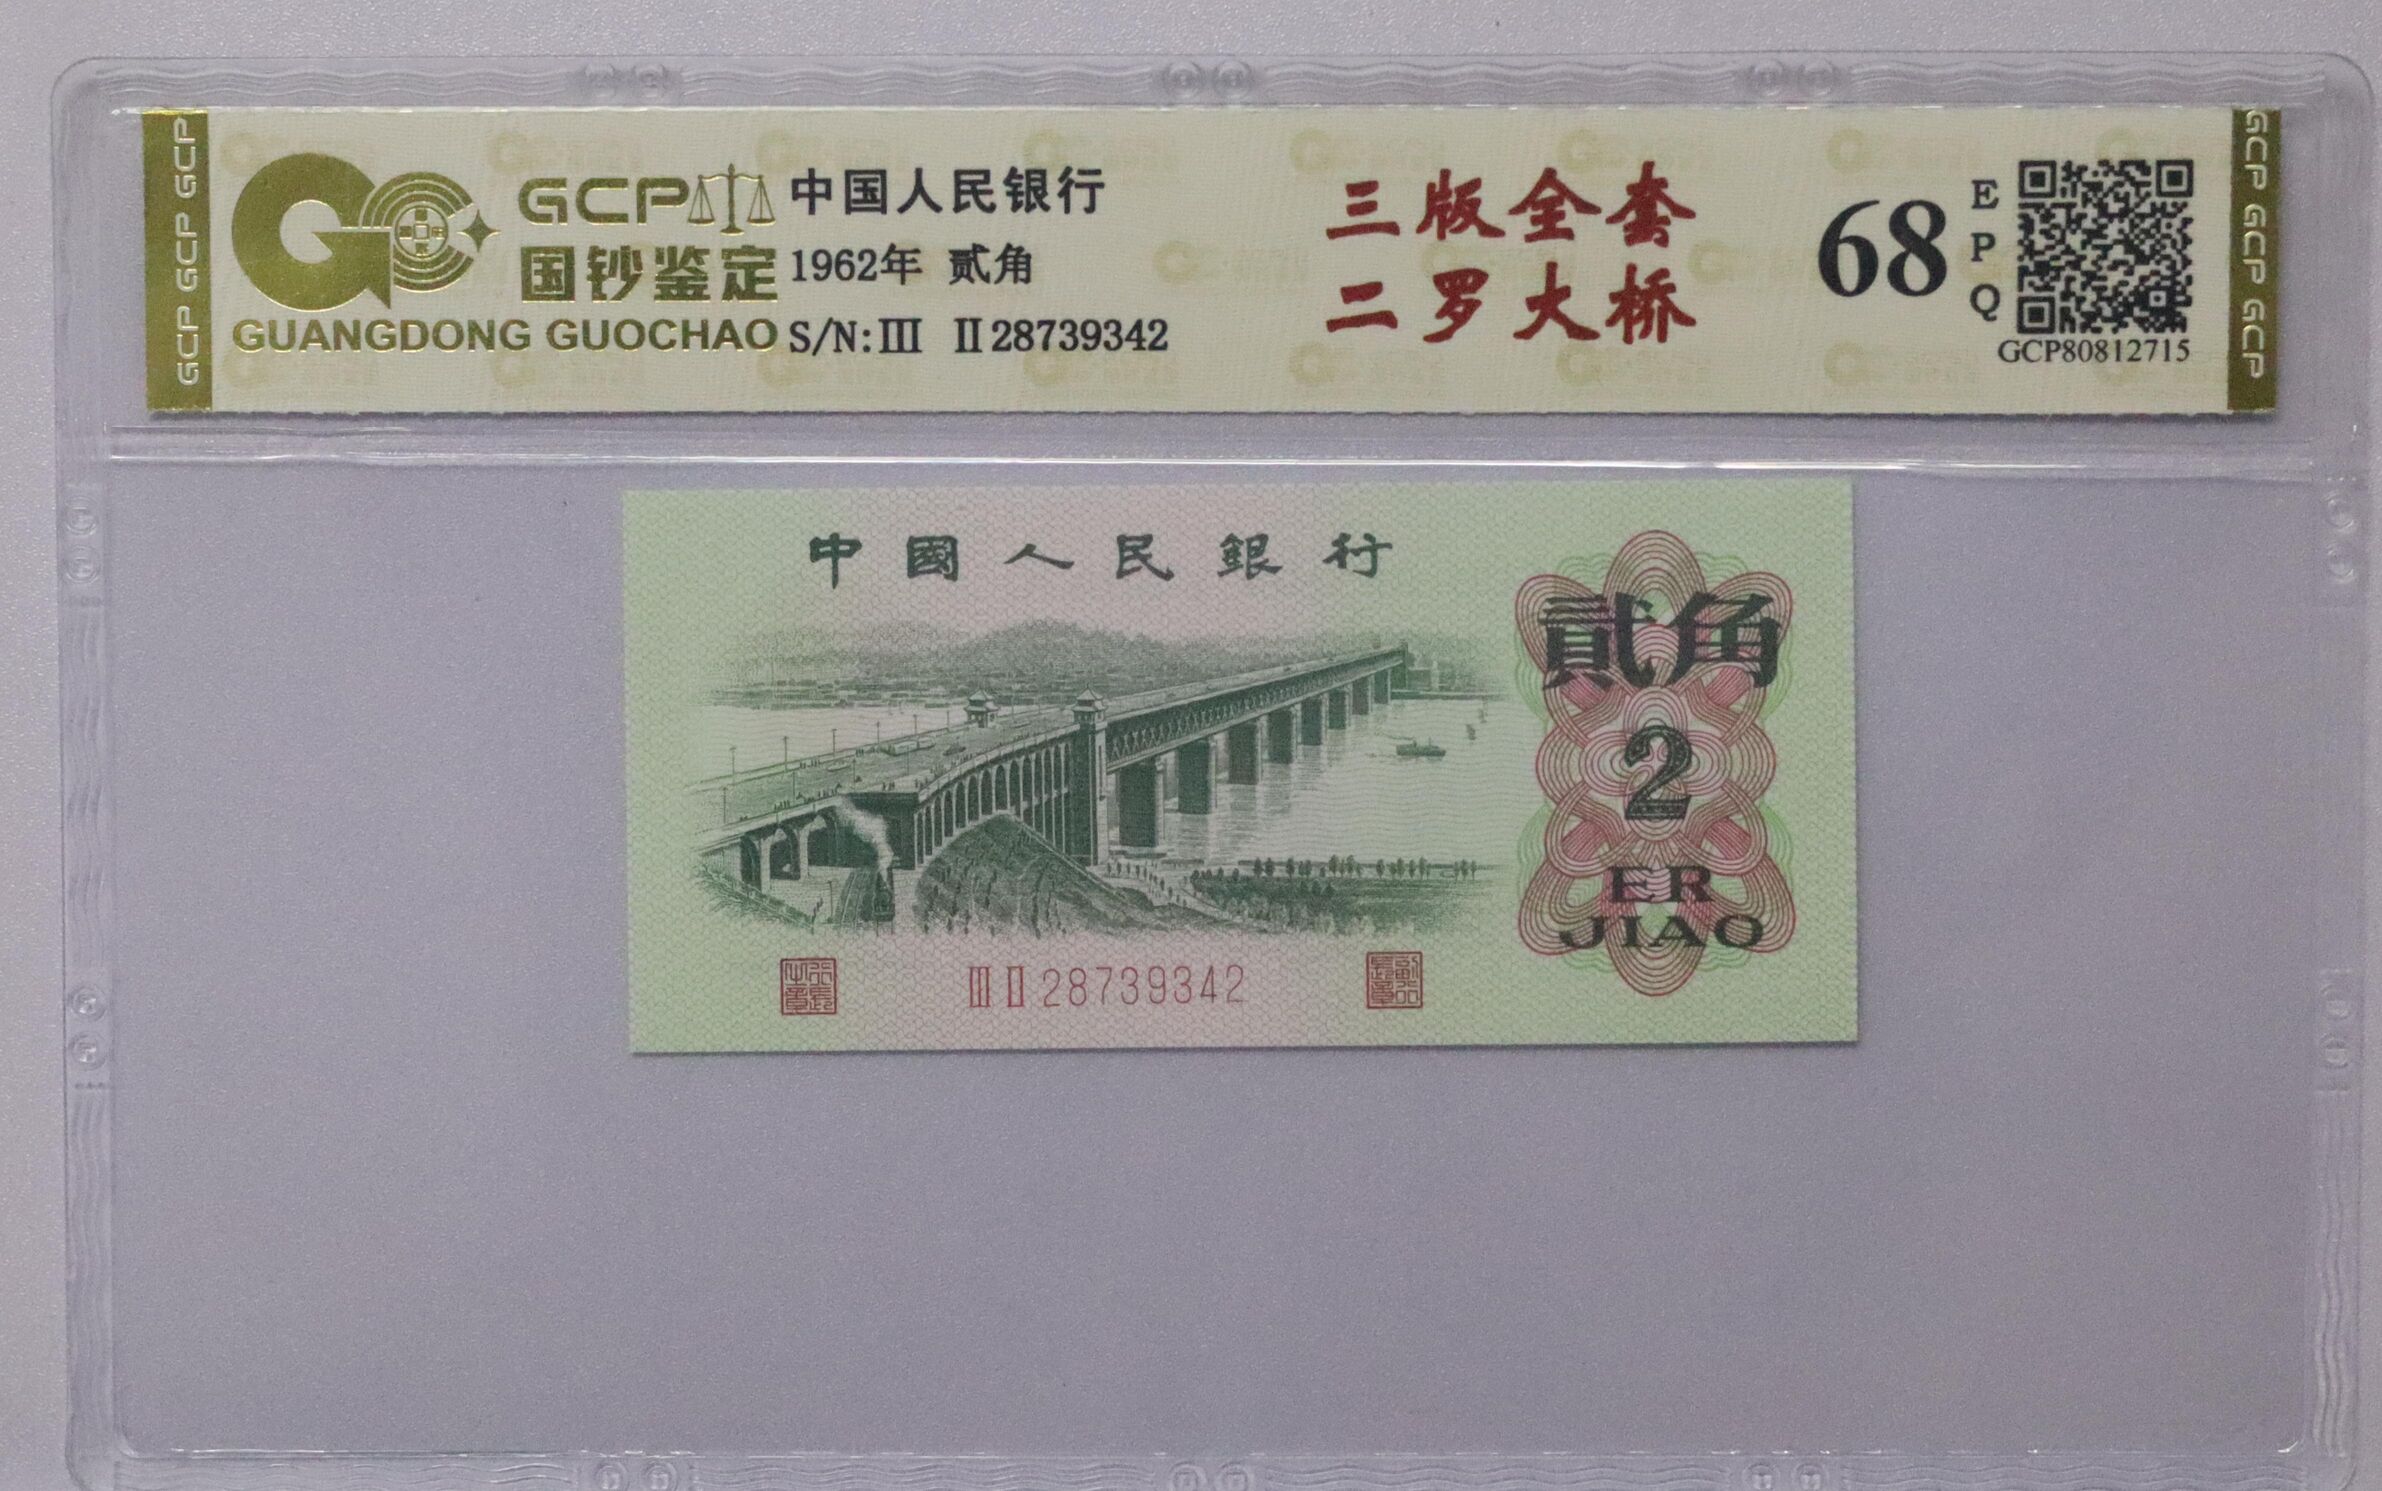 GCP GCP GCP
GCP
国钞鉴定
GUANGDONG GUOCHAO
中国人民银行
1962年 贰角
S/N:III II28739342
三版全套
二罗大桥
68
EPQ
GCP80812715
GCP GCP GCP
中國人民銀行
貳角
2
ER
JIAO
III II 28739342